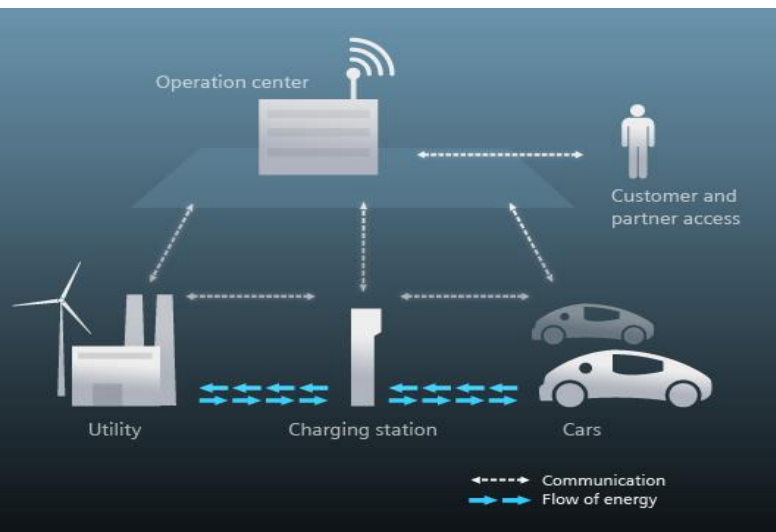 Operation center
Customer and
partner access
Utility
Charging station
Cars
Communication
Flow of energy